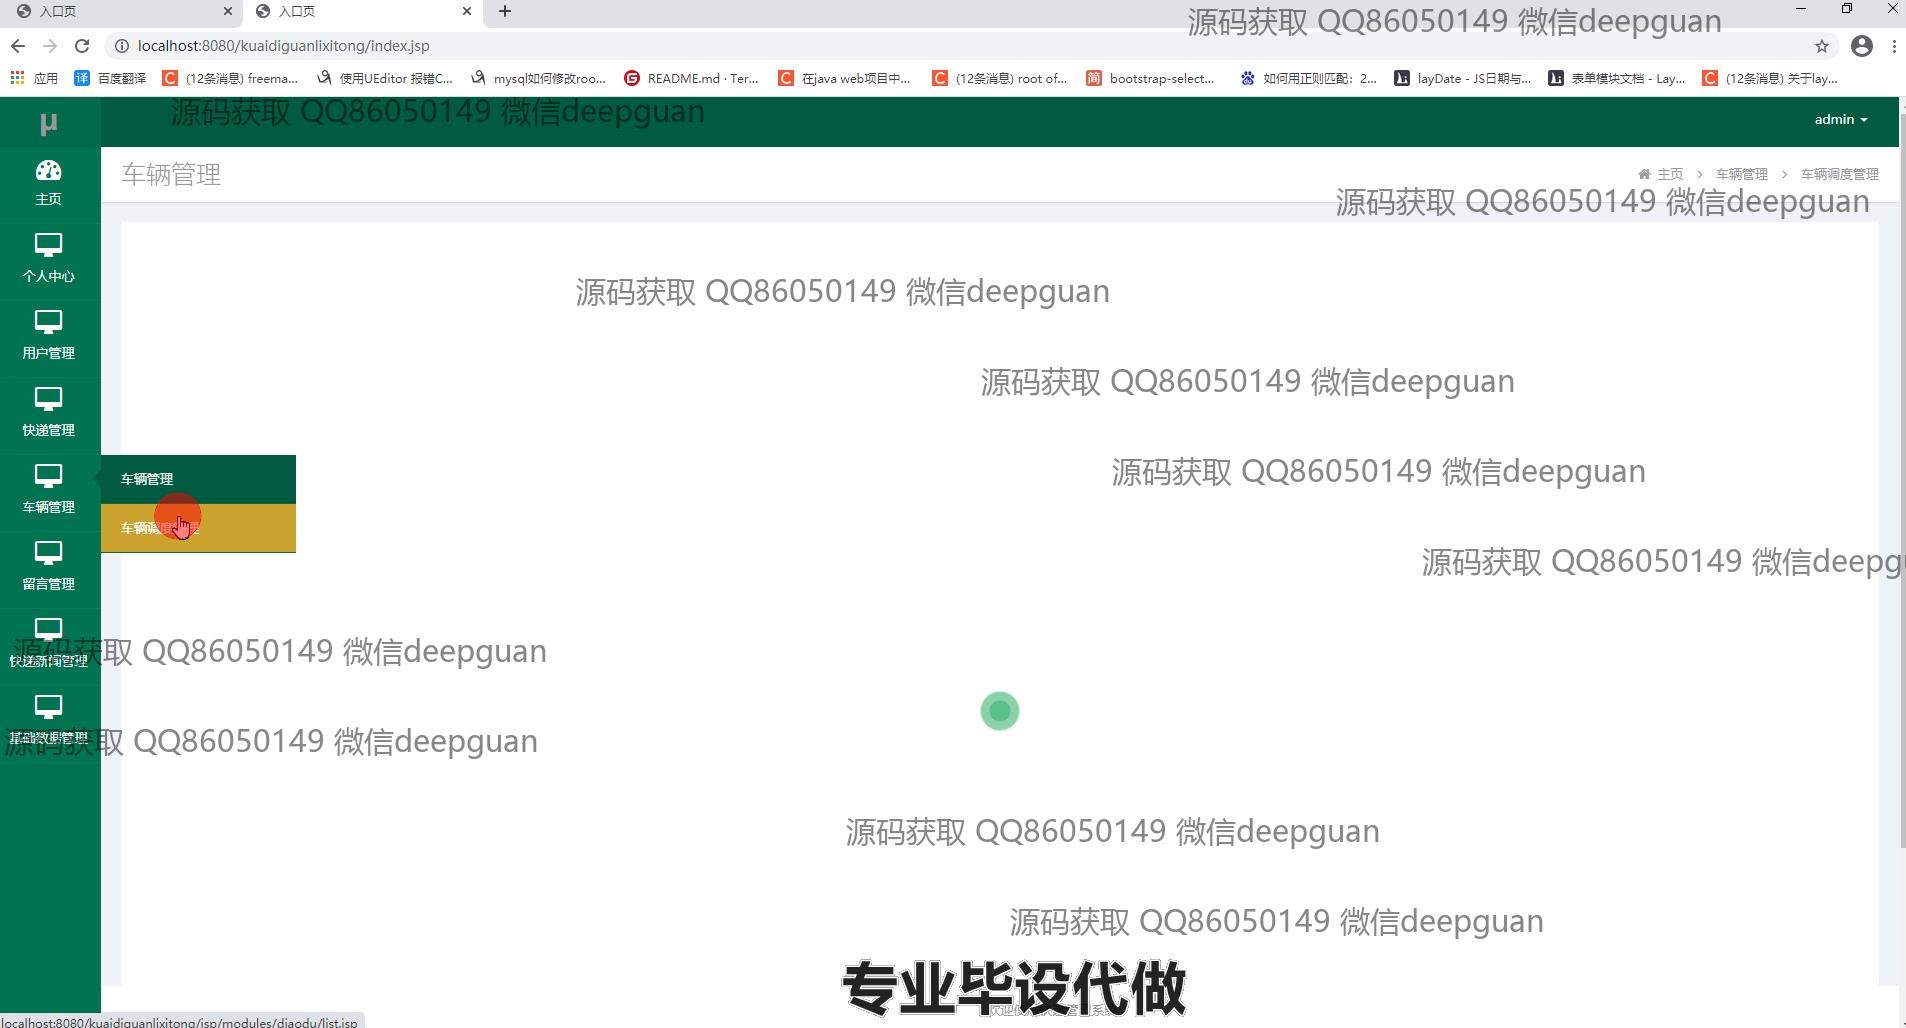 入口页
入口页
源码获取 QQ86050149 微信deepguan
localhost:8080/kuaidiguanlixitong/index.jsp
应用
百度翻译
(12条消息) freema...
使用UEditor 报错C...
mysql如何修改roo...
README.md · Ter...
在java web项目中...
(12条消息) root of...
bootstrap-select...
如何用正则匹配：2...
layDate - JS日期与...
表单模块文档 - Lay...
(12条消息) 关于lay...
源码获取 QQ86050149 微信deepguan
μ
admin
主页
车辆管理
主页 > 车辆管理 > 车辆调度管理
源码获取 QQ86050149 微信deepguan
个人中心
源码获取 QQ86050149 微信deepguan
用户管理
源码获取 QQ86050149 微信deepguan
快递管理
源码获取 QQ86050149 微信deepguan
车辆管理
车辆管理
车辆调度管理
源码获取 QQ86050149 微信deepgu
留言管理
源码获取 QQ86050149 微信deepguan
快递新闻管理
源码获取 QQ86050149 微信deepguan
基础数据管理
源码获取 QQ86050149 微信deepguan
源码获取 QQ86050149 微信deepguan
专业毕设代做
localhost:8080/kuaidiguanlixitong/jsp/modules/diaodu/list.jsp